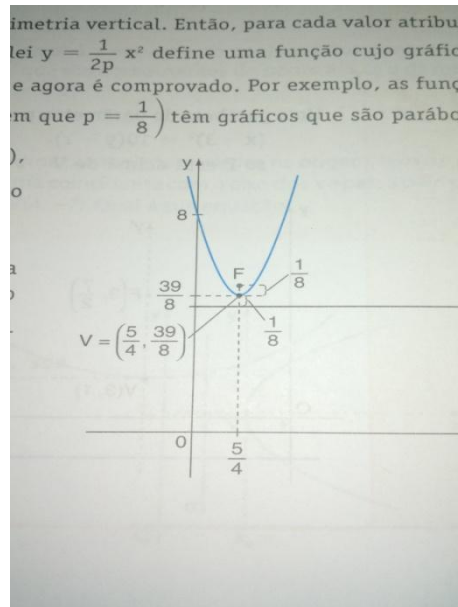 imetria vertical. Então, para cada valor atribu
lei y = 1/2p x² define uma função cujo gráfic
e agora é comprovado. Por exemplo, as funç
m que p = 1/8) têm gráficos que são parábo
),
o
a
y
8
F
1/8
39/8
V = (5/4, 39/8)
1/8
0
5/4